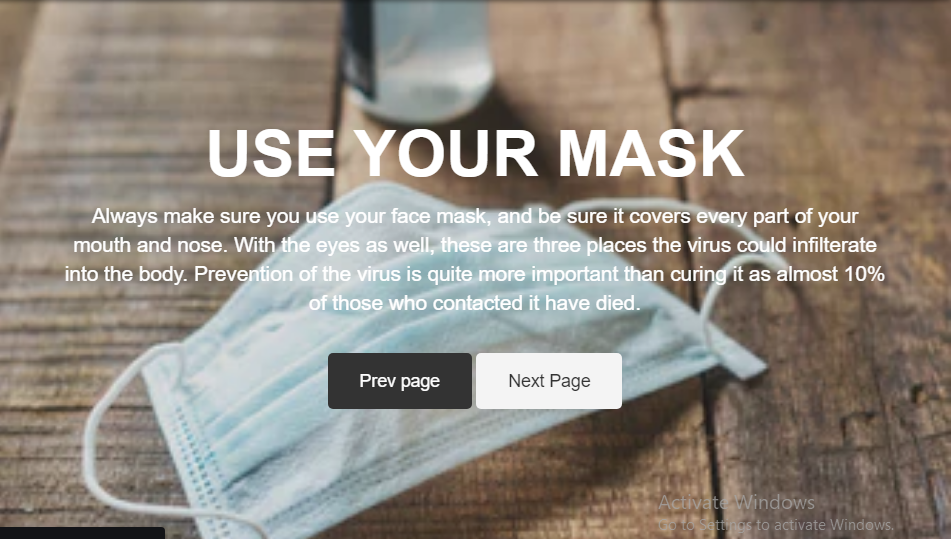 USE YOUR MASK
Always make sure you use your face mask, and be sure it covers every part of your
mouth and nose. With the eyes as well, these are three places the virus could infilterate
into the body. Prevention of the virus is quite more important than curing it as almost 10%
of those who contacted it have died.
Prev page
Next Page
Activate Windows
Go to Settings to activate Windows.